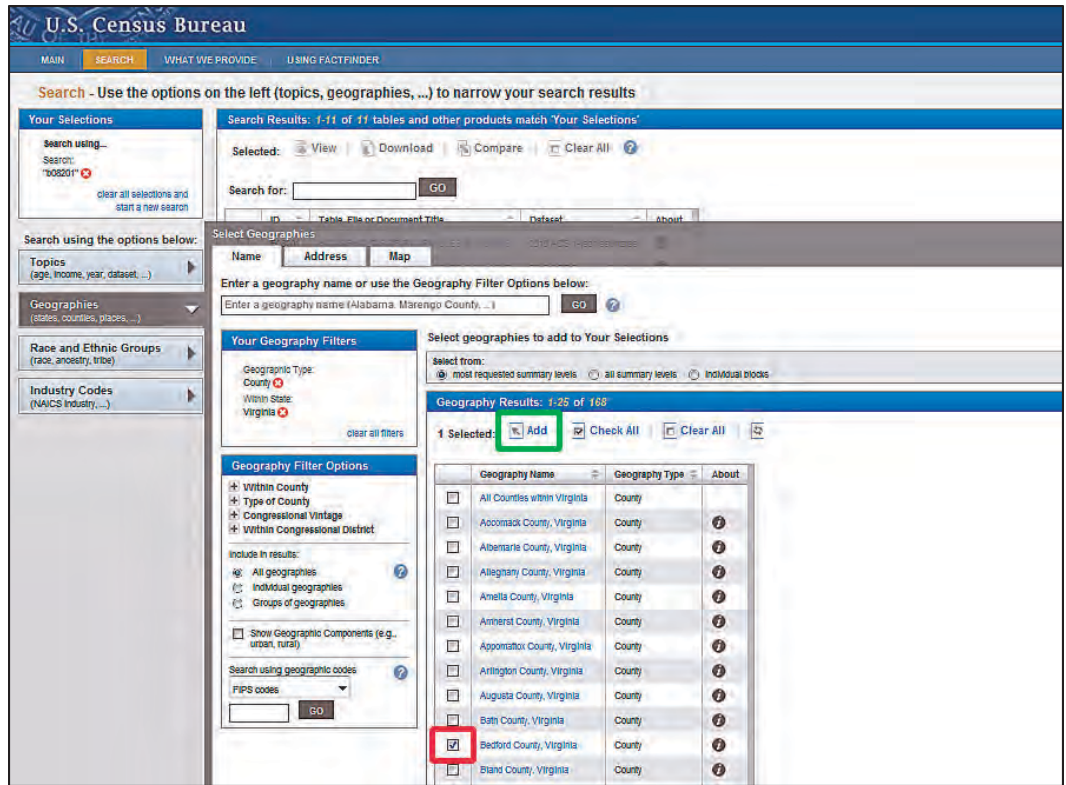 U.S. Census Bureau
MAIN SEARCH WHAT WE PROVIDE USING FACTFINDER
Search - Use the options on the left (topics, geographies, ...) to narrow your search results
Your Selections
Search using...
Search:
"b08201"
clear all selections and
start a new search
Search using the options below:
Topics
(age, income, year, dataset, ...)
Geographies
(states, counties, places, ...)
Race and Ethnic Groups
(race, ancestry, tribe)
Industry Codes
(NAICS industry, ...)
Search Results: 1-11 of 11 tables and other products match 'Your Selections'
Selected: View Download Compare Clear All
Search for: GO
ID Table, File or Document Title Dataset About
Select Geographies
Name Address Map
Enter a geography name or use the Geography Filter Options below:
Enter a geography name (Alabama, Marengo County, ...) GO
Your Geography Filters
Geographic Type:
County
Within State:
Virginia
clear all filters
Geography Filter Options
Within County
Type of County
Congressional Vintage
Within Congressional District
Include in results:
All geographies
Individual geographies
Groups of geographies
Show Geographic Components (e.g.,
urban, rural)
Search using geographic codes
FIPS codes
GO
Select geographies to add to Your Selections
Select from:
most requested summary levels all summary levels individual blocks
Geography Results: 1-25 of 168
1 Selected: Add Check All Clear All
Geography Name Geography Type About
All Counties within Virginia County
Accomack County, Virginia County
Albemarle County, Virginia County
Alleghany County, Virginia County
Amelia County, Virginia County
Amherst County, Virginia County
Appomattox County, Virginia County
Arlington County, Virginia County
Augusta County, Virginia County
Bath County, Virginia County
Bedford County, Virginia County
Bland County, Virginia County